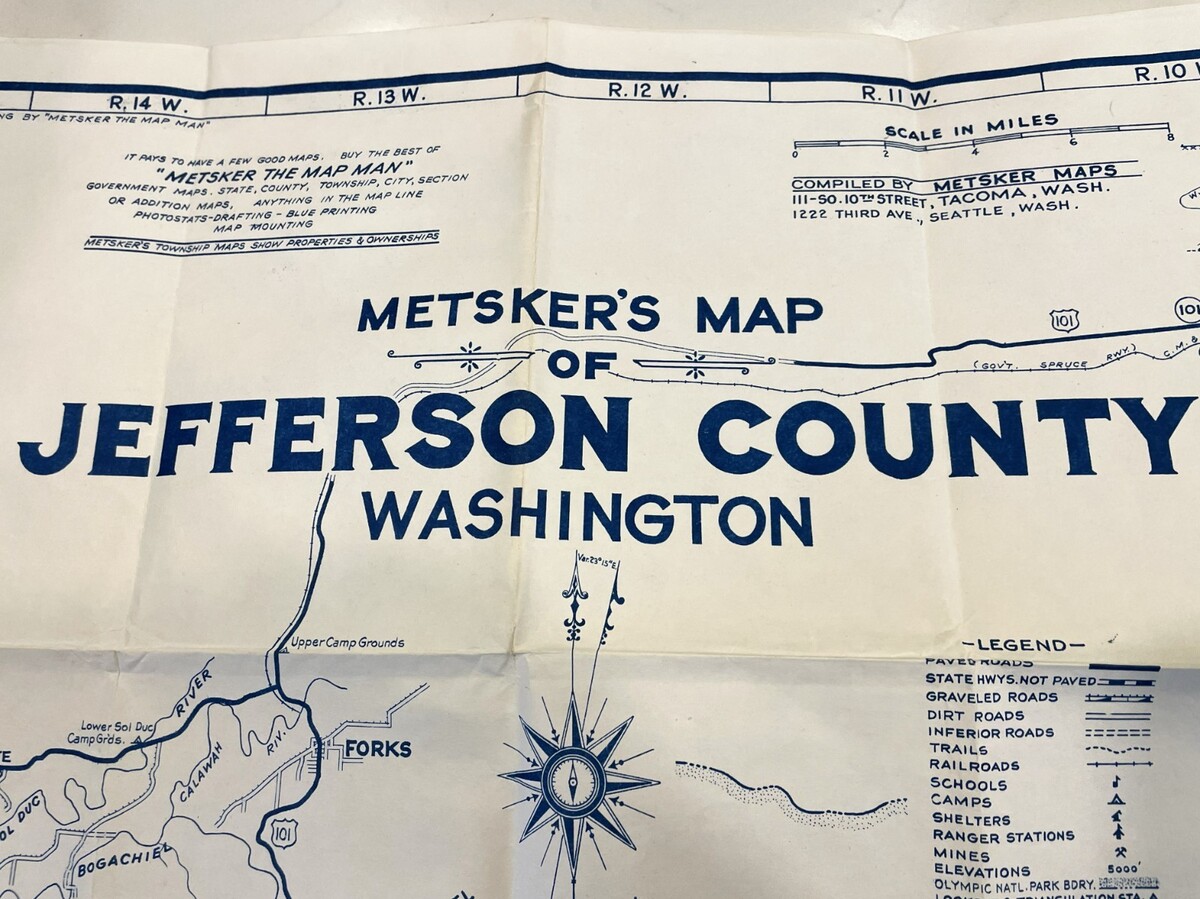 R. 14 W.
R. 13 W.
R. 12 W.
R. 11 W.
R. 10
BY "METSKER THE MAP MAN"
IT PAYS TO HAVE A FEW GOOD MAPS. BUY THE BEST OF
"METSKER THE MAP MAN"
GOVERNMENT MAPS. STATE, COUNTY, TOWNSHIP, CITY, SECTION
OR ADDITION MAPS, ANYTHING IN THE MAP LINE
PHOTOSTATS-DRAFTING - BLUE PRINTING
MAP MOUNTING
METSKER'S TOWNSHIP MAPS SHOW PROPERTIES & OWNERSHIPS
SCALE IN MILES
0 2 4 6 8
COMPILED BY METSKER MAPS
111-SO. 10TH STREET, TACOMA, WASH.
1222 THIRD AVE., SEATTLE, WASH.
METSKER'S MAP
OF
JEFFERSON COUNTY
WASHINGTON
101
101
(GOV'T. SPRUCE RWY.)
C. M. &
Var. 23° 15' E
Upper Camp Grounds
RIVER
Lower Sol Duc
Camp Grds.
CALAWAH RIV.
FORKS
OL DUC
101
BOGACHIEL
-LEGEND-
PAVED ROADS
STATE HWYS. NOT PAVED
GRAVELED ROADS
DIRT ROADS
INFERIOR ROADS
TRAILS
RAILROADS
SCHOOLS
CAMPS
SHELTERS
RANGER STATIONS
MINES
ELEVATIONS 5000'
OLYMPIC NATL. PARK BDRY.